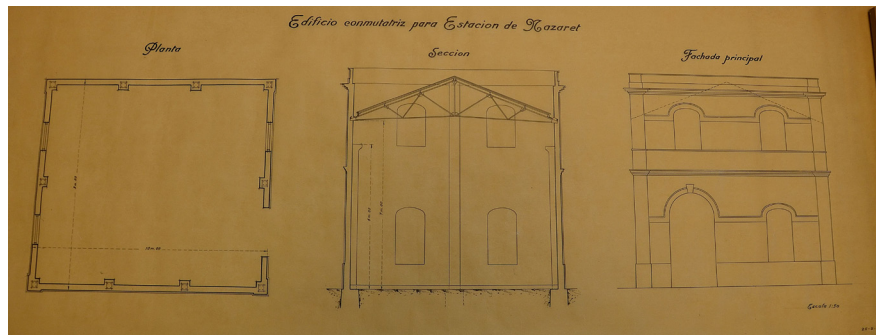 Edificio conmutatriz para Estacion de Nazaret
Planta
Seccion
Fachada principal
Escala 1:50